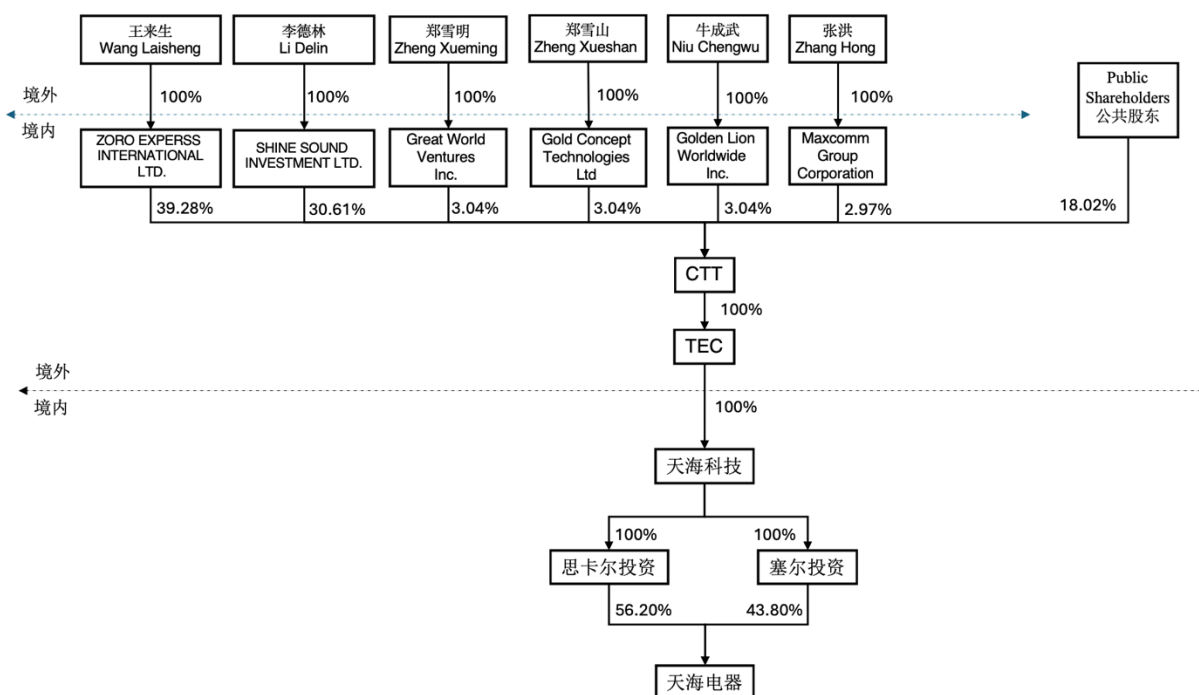 王来生
Wang Laisheng
李德林
Li Delin
郑雪明
Zheng Xueming
郑雪山
Zheng Xueshan
牛成武
Niu Chengwu
张洪
Zhang Hong
Public
Shareholders
公共股东
100%
100%
100%
100%
100%
100%
境外
境内
ZORO EXPERSS
INTERNATIONAL
LTD.
SHINE SOUND
INVESTMENT LTD.
Great World
Ventures
Inc.
Gold Concept
Technologies
Ltd
Golden Lion
Worldwide
Inc.
Maxcomm
Group
Corporation
39.28%
30.61%
3.04%
3.04%
3.04%
2.97%
18.02%
CTT
100%
TEC
境外
境内
100%
天海科技
100%
100%
思卡尔投资
塞尔投资
56.20%
43.80%
天海电器